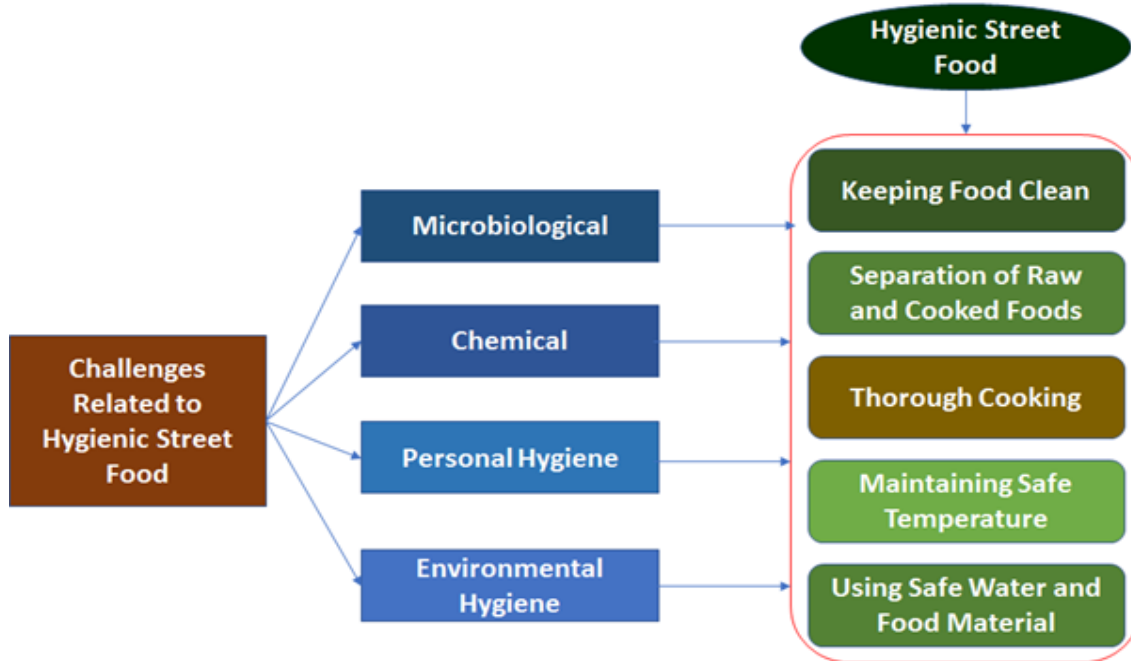 Hygienic Street
Food
Challenges
Related to
Hygienic Street
Food
Microbiological
Chemical
Personal Hygiene
Environmental
Hygiene
Keeping Food Clean
Separation of Raw
and Cooked Foods
Thorough Cooking
Maintaining Safe
Temperature
Using Safe Water and
Food Material